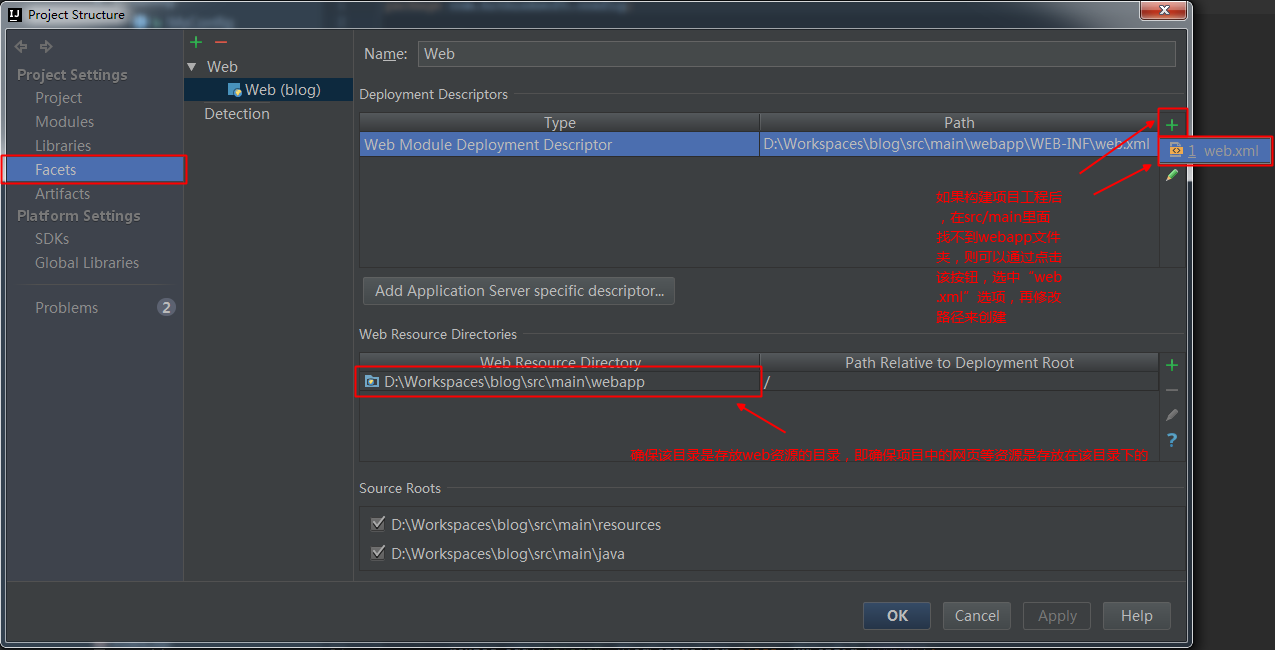 Project Structure
Project Settings
Project
Modules
Libraries
Facets
Artifacts
Platform Settings
SDKs
Global Libraries
Problems
2
Web
Web (blog)
Detection
Name:
Web
Deployment Descriptors
Type
Path
Web Module Deployment Descriptor
D:\Workspaces\blog\src\main\webapp\WEB-INF\web.xml
1 web.xml
如果构建项目工程后
，在src/main里面
找不到webapp文件
夹，则可以通过点击
该按钮，选中“web
.xml”选项，再修改
路径来创建
Add Application Server specific descriptor...
Web Resource Directories
Web Resource Directory
Path Relative to Deployment Root
D:\Workspaces\blog\src\main\webapp
/
确保该目录是存放web资源的目录，即确保项目中的网页等资源是存放在该目录下的
Source Roots
D:\Workspaces\blog\src\main\resources
D:\Workspaces\blog\src\main\java
OK
Cancel
Apply
Help